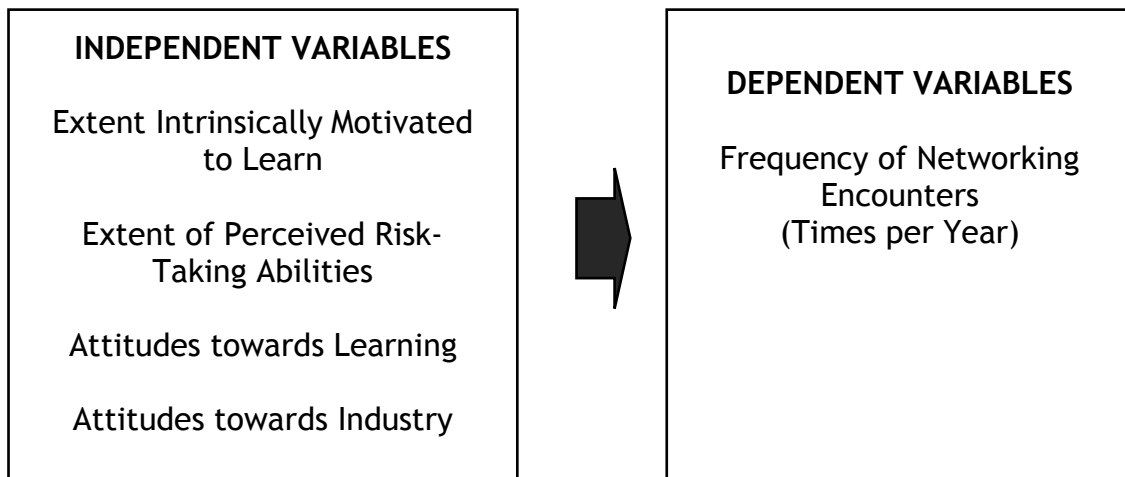 INDEPENDENT VARIABLES
Extent Intrinsically Motivated
to Learn
Extent of Perceived Risk-
Taking Abilities
Attitudes towards Learning
Attitudes towards Industry
DEPENDENT VARIABLES
Frequency of Networking
Encounters
(Times per Year)